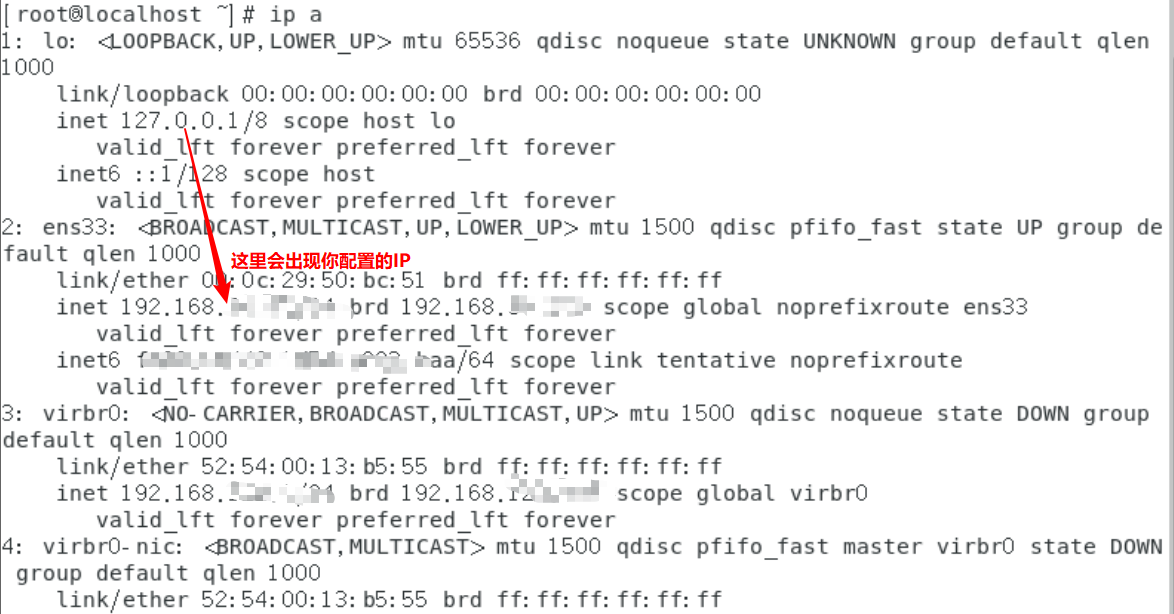 [root@localhost ~]# ip a
1: lo: <LOOPBACK,UP,LOWER_UP> mtu 65536 qdisc noqueue state UNKNOWN group default qlen
1000
link/loopback 00:00:00:00:00:00 brd 00:00:00:00:00:00
inet 127.0.0.1/8 scope host lo
valid_lft forever preferred_lft forever
inet6 ::1/128 scope host
valid_lft forever preferred_lft forever
2: ens33: <BROADCAST,MULTICAST,UP,LOWER_UP> mtu 1500 qdisc pfifo_fast state UP group de
fault qlen 1000
这里会出现你配置的IP
link/ether 00:0c:29:50:bc:51 brd ff:ff:ff:ff:ff:ff
inet 192.168. brd 192.168. scope global noprefixroute ens33
valid_lft forever preferred_lft forever
inet6 baa/64 scope link tentative noprefixroute
valid_lft forever preferred_lft forever
3: virbr0: <NO-CARRIER,BROADCAST,MULTICAST,UP> mtu 1500 qdisc noqueue state DOWN group
default qlen 1000
link/ether 52:54:00:13:b5:55 brd ff:ff:ff:ff:ff:ff
inet 192.168. brd 192.168. scope global virbr0
valid_lft forever preferred_lft forever
4: virbr0-nic: <BROADCAST,MULTICAST> mtu 1500 qdisc pfifo_fast master virbr0 state DOWN
group default qlen 1000
link/ether 52:54:00:13:b5:55 brd ff:ff:ff:ff:ff:ff